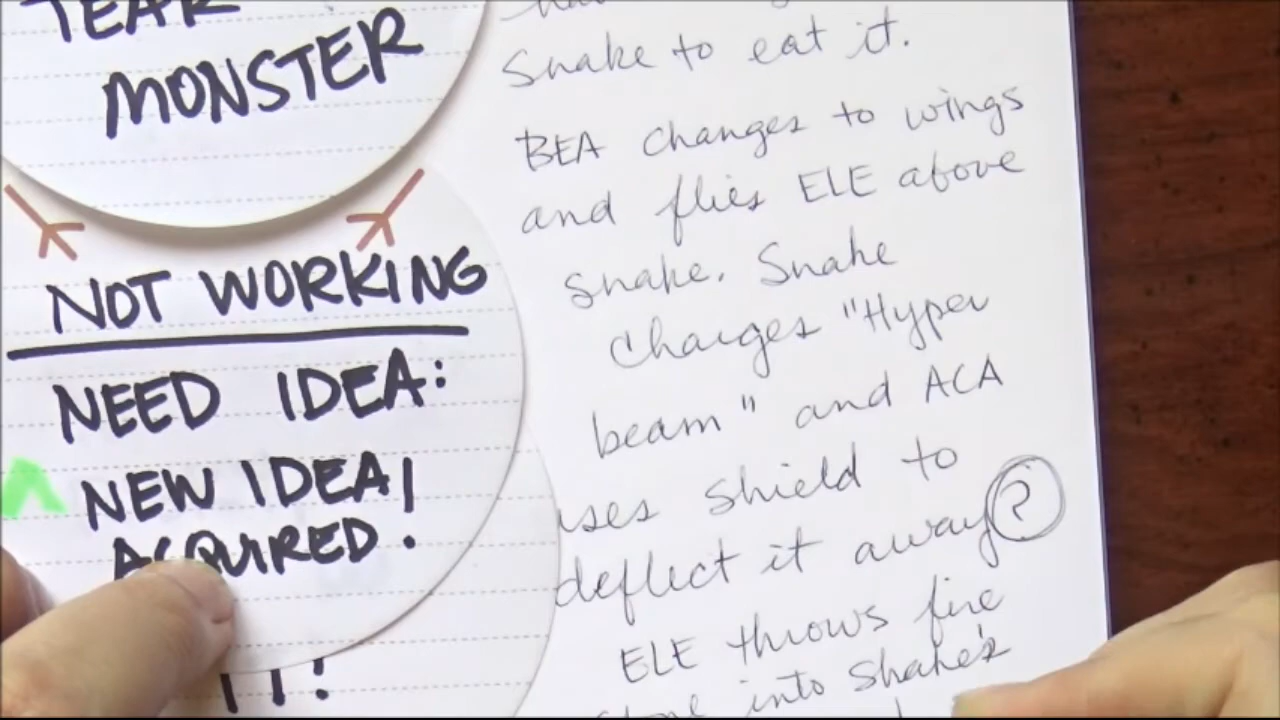 TEAR
MONSTER
NOT WORKING
NEED IDEA:
NEW IDEA/
ACQUIRED.
IT!
Snake to eat it.
BEA changes to wings
and flies ELE above
snake. Snake
charges "Hyper
beam" and ACA
uses shield to
deflect it away?
ELE throws fire
into Snake's